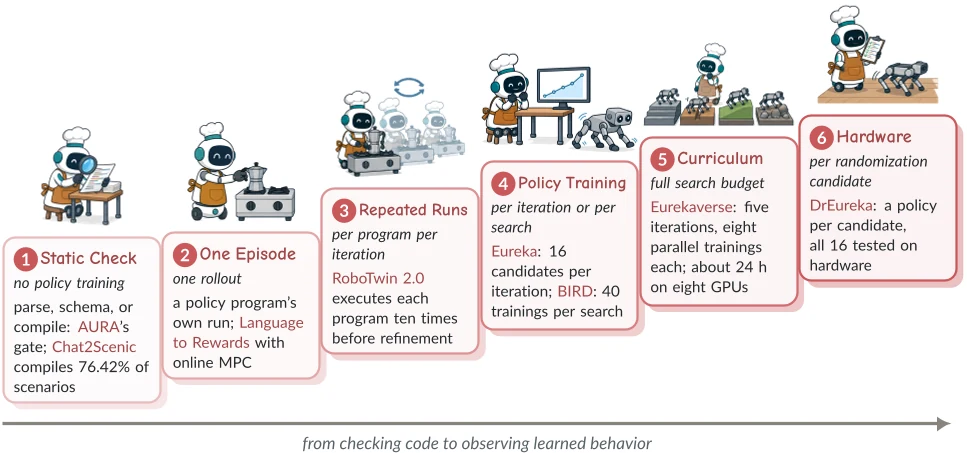 1 Static Check
no policy training
parse, schema, or
compile: AURA's
gate; Chat2Scenic
compiles 76.42% of
scenarios
2 One Episode
one rollout
a policy program's
own run; Language
to Rewards with
online MPC
3 Repeated Runs
per program per
iteration
RoboTwin 2.0
executes each
program ten times
before refinement
4 Policy Training
per iteration or per
search
Eureka: 16
candidates per
iteration; BIRD: 40
trainings per search
5 Curriculum
full search budget
Eurekaverse: five
iterations, eight
parallel trainings
each; about 24 h
on eight GPUs
6 Hardware
per randomization
candidate
DrEureka: a policy
per candidate,
all 16 tested on
hardware
from checking code to observing learned behavior